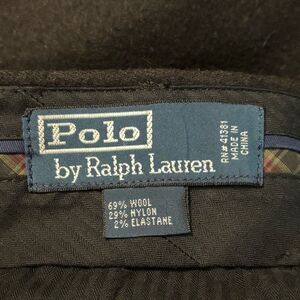 Polo
by Ralph Lauren
RN# 41381
MADE IN
CHINA
69% WOOL
29% NYLON
2% ELASTANE